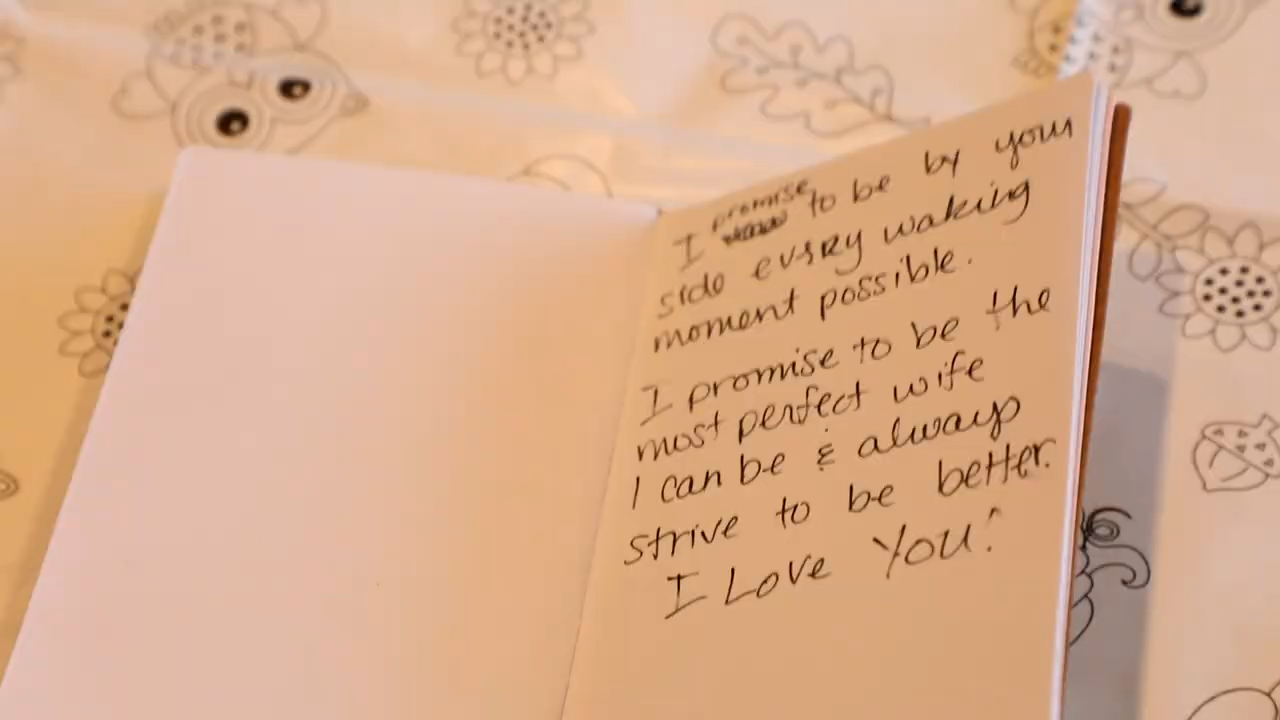 I promise to be by your
side every waking
moment possible.
I promise to be the
most perfect wife
I can be & always
strive to be better.
I Love You!